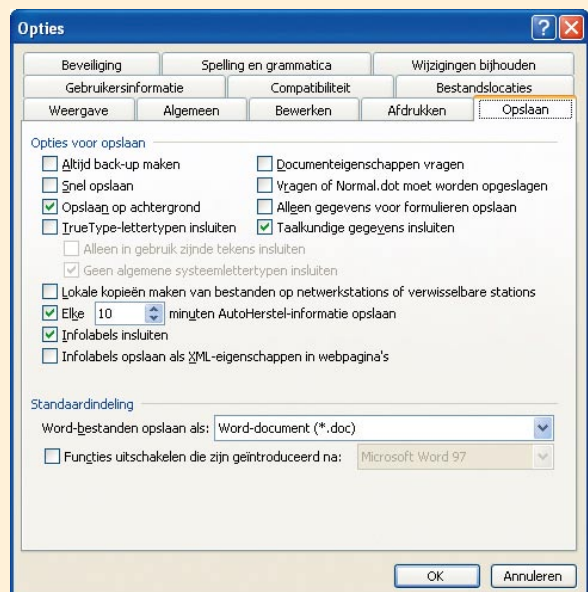 Opties
Beveiliging Spelling en grammatica Wijzigingen bijhouden
Gebruikersinformatie Compatibiliteit Bestandslocaties
Weergave Algemeen Bewerken Afdrukken Opslaan
Opties voor opslaan
Altijd back-up maken Documenteigenschappen vragen
Snel opslaan Vragen of Normal.dot moet worden opgeslagen
Opslaan op achtergrond Alleen gegevens voor formulieren opslaan
TrueType-lettertypen insluiten Taalkundige gegevens insluiten
Alleen in gebruik zijnde tekens insluiten
Geen algemene systeemlettertypen insluiten
Lokale kopieën maken van bestanden op netwerkstations of verwisselbare stations
Elke 10 minuten AutoHerstel-informatie opslaan
Infolabels insluiten
Infolabels opslaan als XML-eigenschappen in webpagina's
Standaardindeling
Word-bestanden opslaan als: Word-document (*.doc)
Functies uitschakelen die zijn geïntroduceerd na: Microsoft Word 97
OK Annuleren